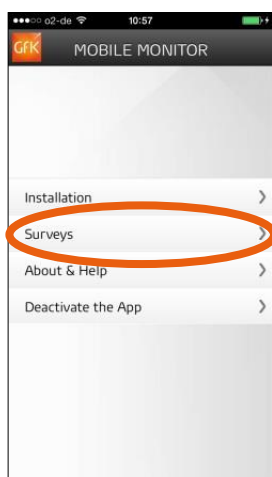 o2-de 10:57
GfK MOBILE MONITOR
Installation
Surveys
About & Help
Deactivate the App